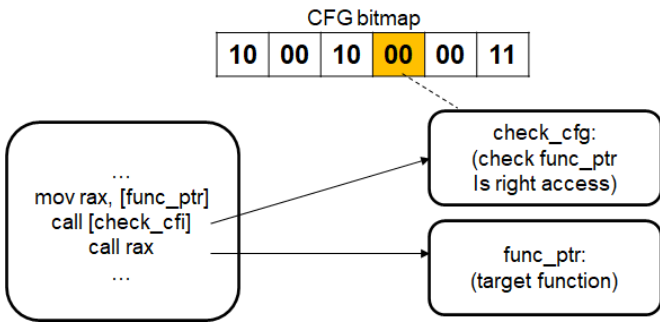 CFG bitmap
10 00 10 00 00 11
...
mov rax, [func_ptr]
call [check_cfi]
call rax
...
check_cfg:
(check func_ptr
Is right access)
func_ptr:
(target function)